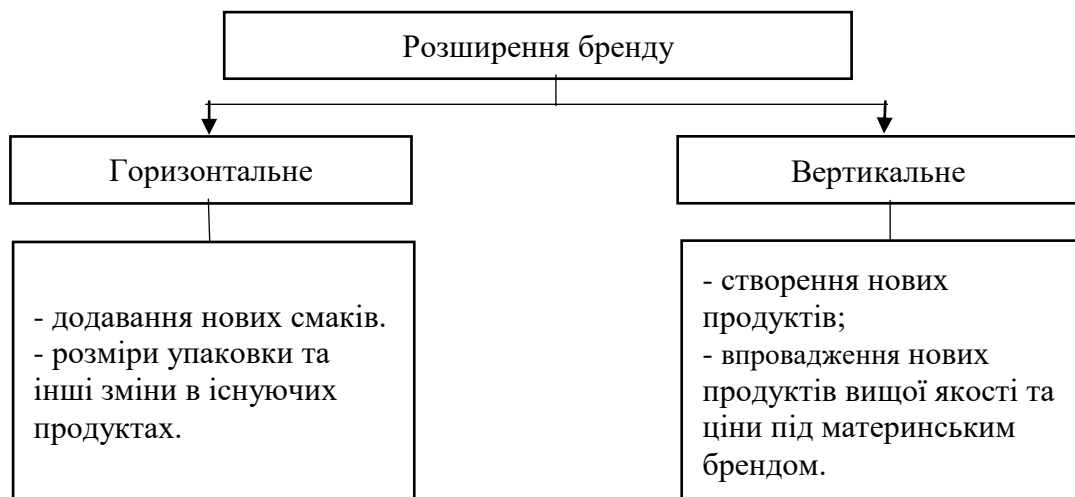 Розширення бренду
Горизонтальне
Вертикальне
- додавання нових смаків.
- розміри упаковки та
інші зміни в існуючих
продуктах.
- створення нових
продуктів;
- впровадження нових
продуктів вищої якості та
ціни під материнським
брендом.